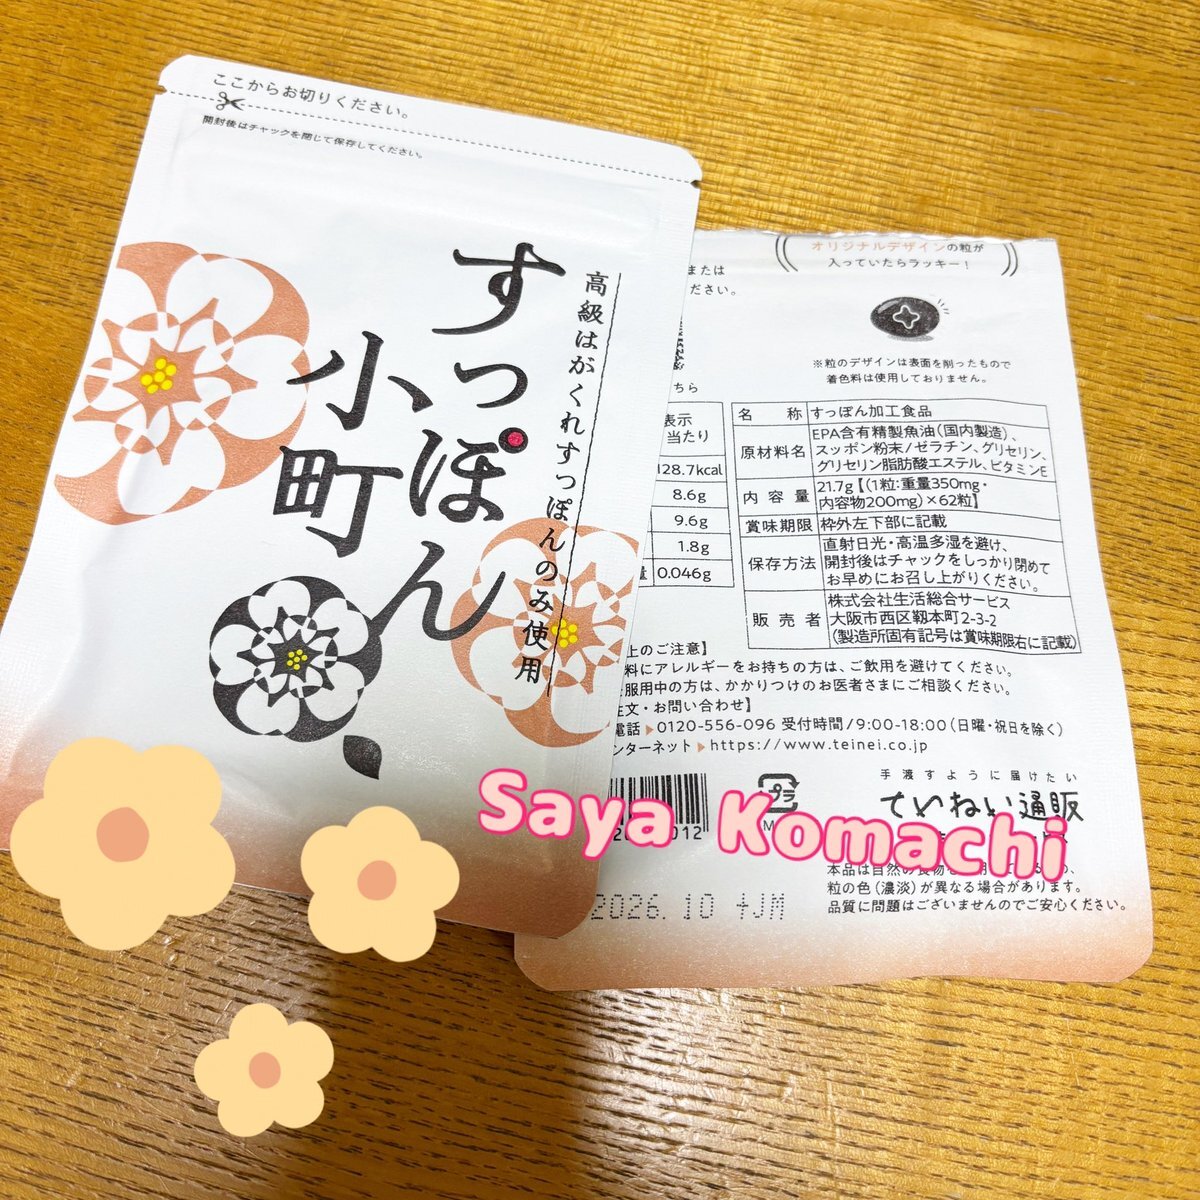 ここからお切りください。
開封後はチャックを閉じて保存してください。
高級はがくれすっぽんのみ使用
すっぽん
小町
オリジナルデザインの粒が
入っていたらラッキー!
または
ださい。
※粒のデザインは表面を削ったもので
着色料は使用しておりません。
ちら
表示
当たり
128.7kcal
8.6g
9.6g
1.8g
0.046g
名称 すっぽん加工食品
原材料名 EPA含有精製魚油(国内製造)、
スッポン粉末/ゼラチン、グリセリン、
グリセリン脂肪酸エステル、ビタミンE
内容量 21.7g【(1粒:重量350mg・
内容物200mg)×62粒】
賞味期限 枠外左下部に記載
保存方法 直射日光・高温多湿を避け、
開封後はチャックをしっかり閉めて
お早めにお召し上がりください。
販売者 株式会社生活総合サービス
大阪市西区靱本町2-3-2
(製造所固有記号は賞味期限右に記載)
上のご注意】
料にアレルギーをお持ちの方は、ご飲用を避けてください。
服用中の方は、かかりつけのお医者さまにご相談ください。
注文・お問い合わせ】
電話▶0120-556-096 受付時間/9:00-18:00(日曜・祝日を除く)
ンターネット▶https://www.teinei.co.jp
手渡すように届けたい
ていねい通販
プラ
Saya Komachi
012
本品は自然の食物を
粒の色(濃淡)が異なる場合があります。
品質に問題はございませんのでご安心ください。
2026.10 +JM